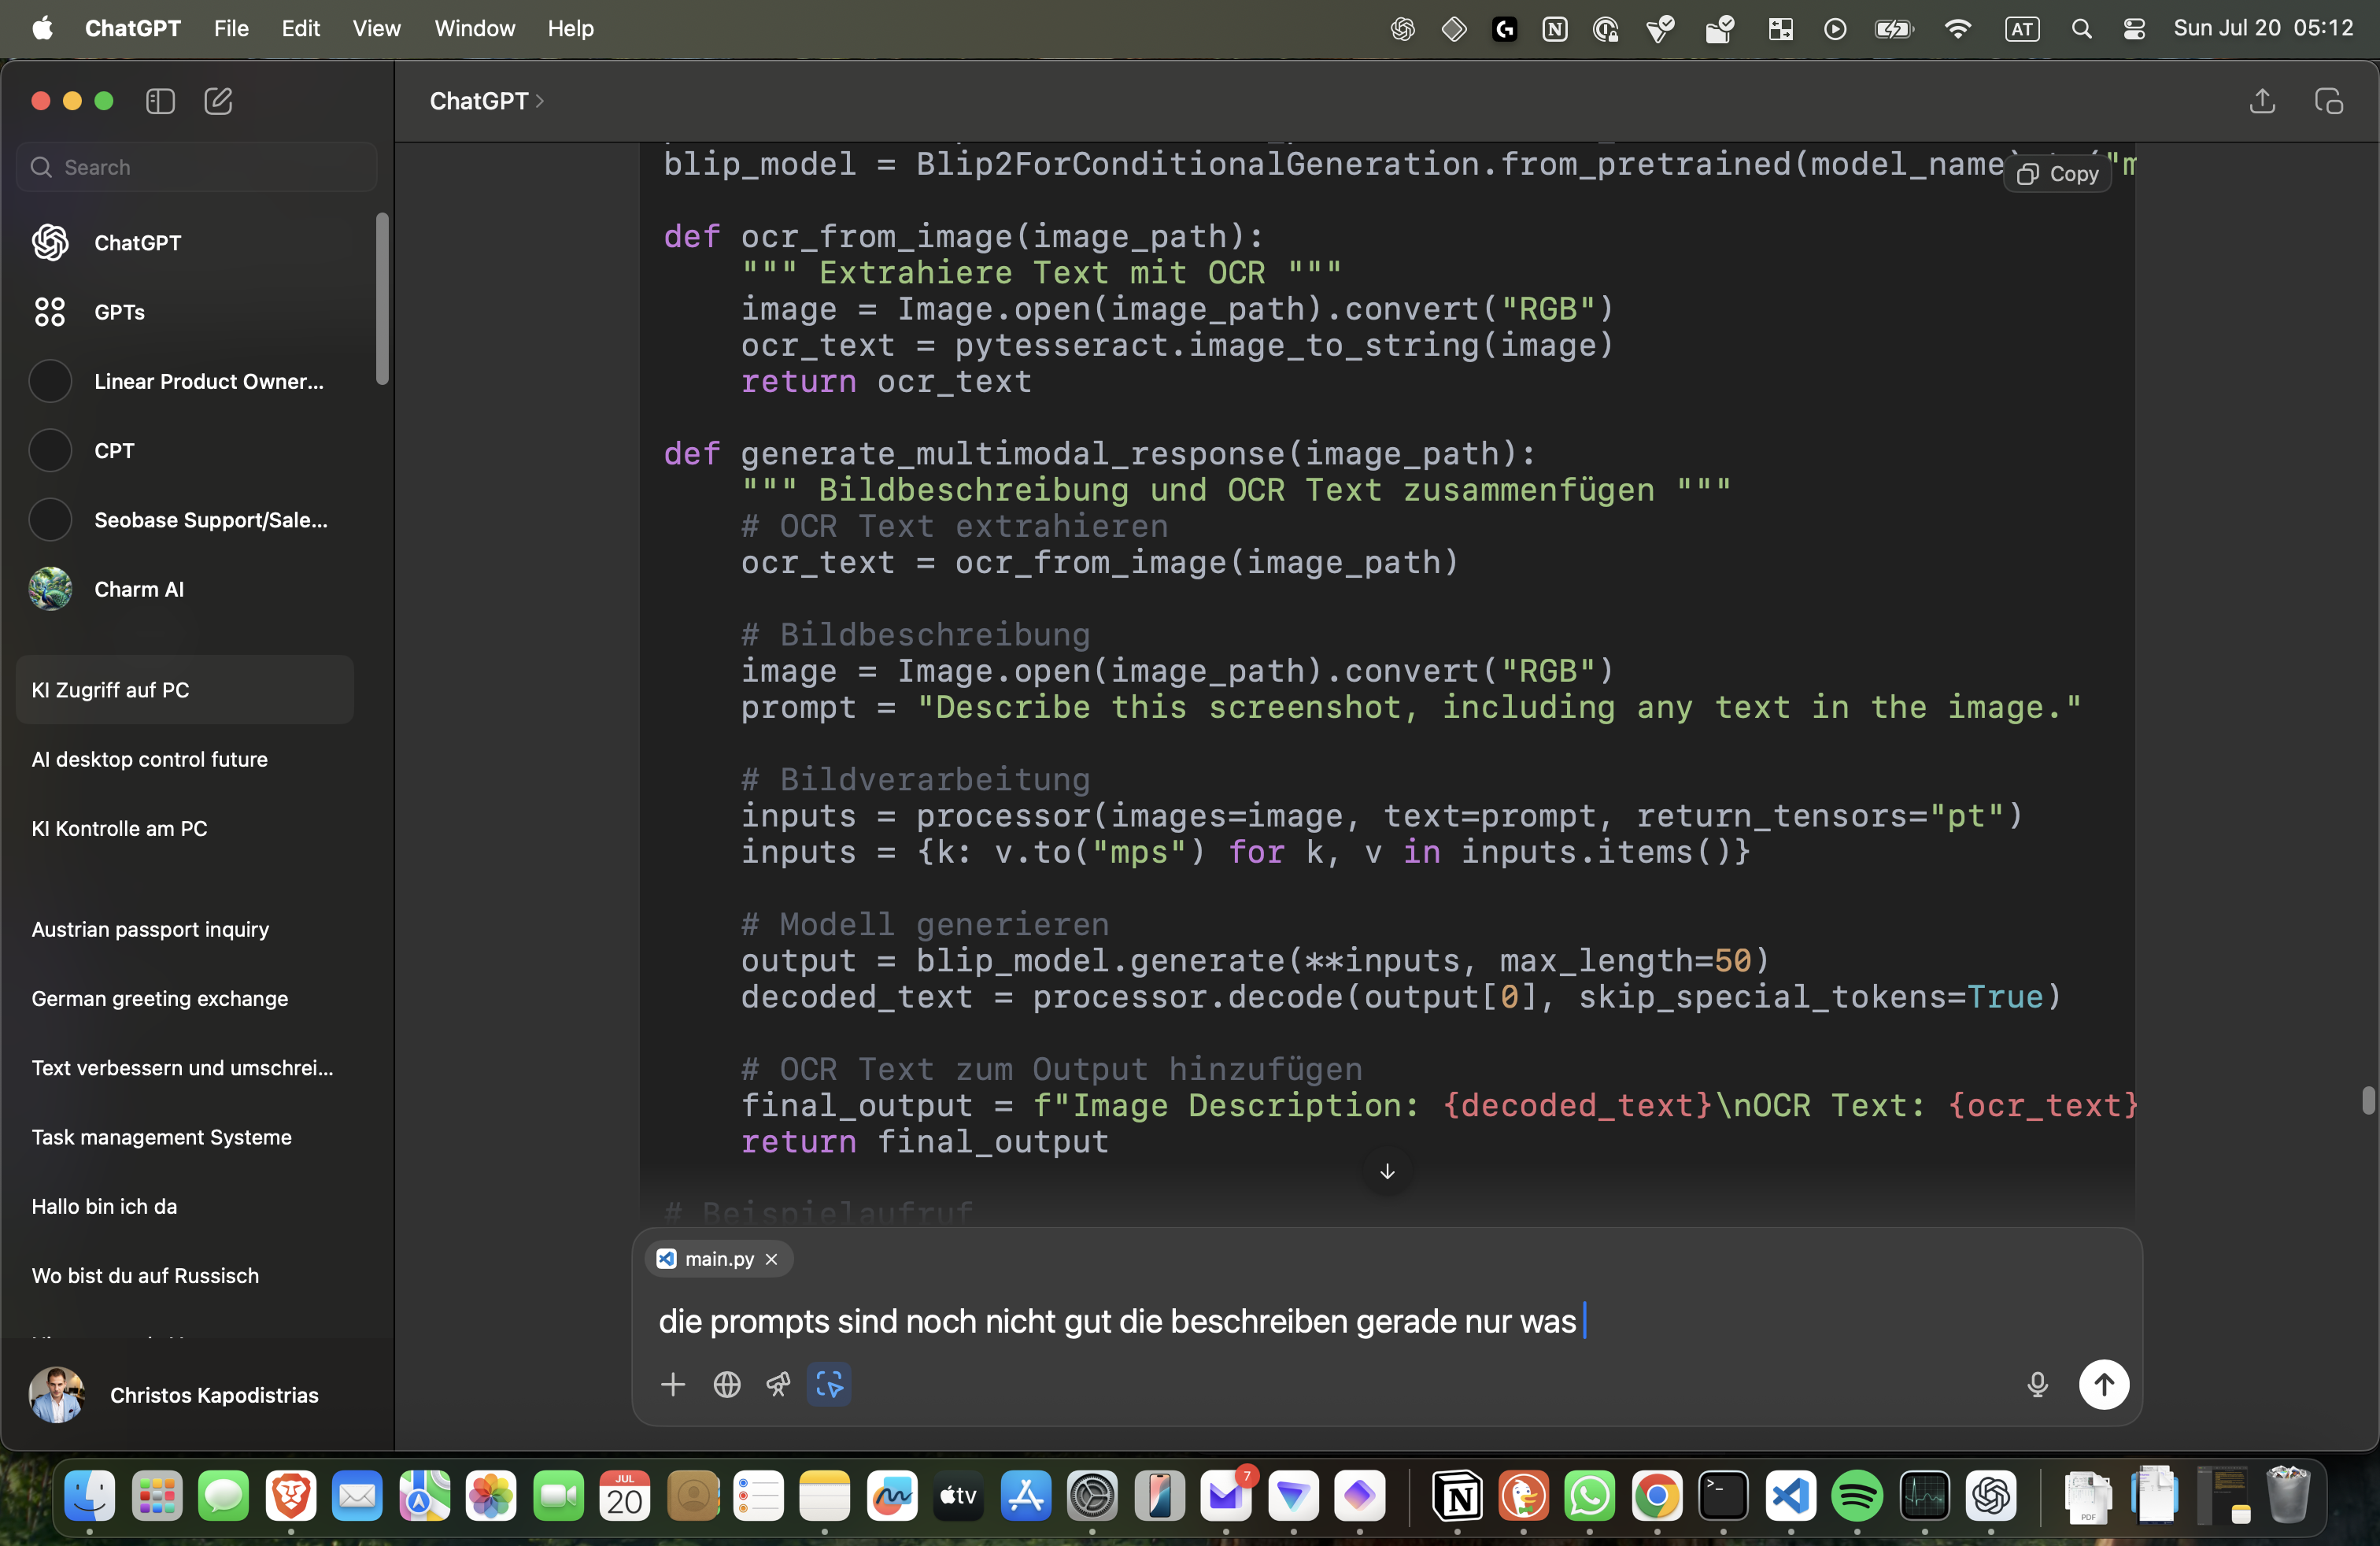 ChatGPT File Edit View Window Help
AT
Sun Jul 20 05:12
ChatGPT
Search
ChatGPT
GPTs
Linear Product Owner...
CPT
Seobase Support/Sale...
Charm AI
KI Zugriff auf PC
AI desktop control future
KI Kontrolle am PC
Austrian passport inquiry
German greeting exchange
Text verbessern und umschrei...
Task management Systeme
Hallo bin ich da
Wo bist du auf Russisch
Christos Kapodistrias
blip_model = Blip2ForConditionalGeneration.from_pretrained(model_name
Copy
def ocr_from_image(image_path):
""" Extrahiere Text mit OCR """
image = Image.open(image_path).convert("RGB")
ocr_text = pytesseract.image_to_string(image)
return ocr_text
def generate_multimodal_response(image_path):
""" Bildbeschreibung und OCR Text zusammenfügen """
# OCR Text extrahieren
ocr_text = ocr_from_image(image_path)
# Bildbeschreibung
image = Image.open(image_path).convert("RGB")
prompt = "Describe this screenshot, including any text in the image."
# Bildverarbeitung
inputs = processor(images=image, text=prompt, return_tensors="pt")
inputs = {k: v.to("mps") for k, v in inputs.items()}
# Modell generieren
output = blip_model.generate(**inputs, max_length=50)
decoded_text = processor.decode(output[0], skip_special_tokens=True)
# OCR Text zum Output hinzufügen
final_output = f"Image Description: {decoded_text}\nOCR Text: {ocr_text}
return final_output
# Beispielaufruf
main.py
die prompts sind noch nicht gut die beschreiben gerade nur was
JUL
20
tv
7
PDF